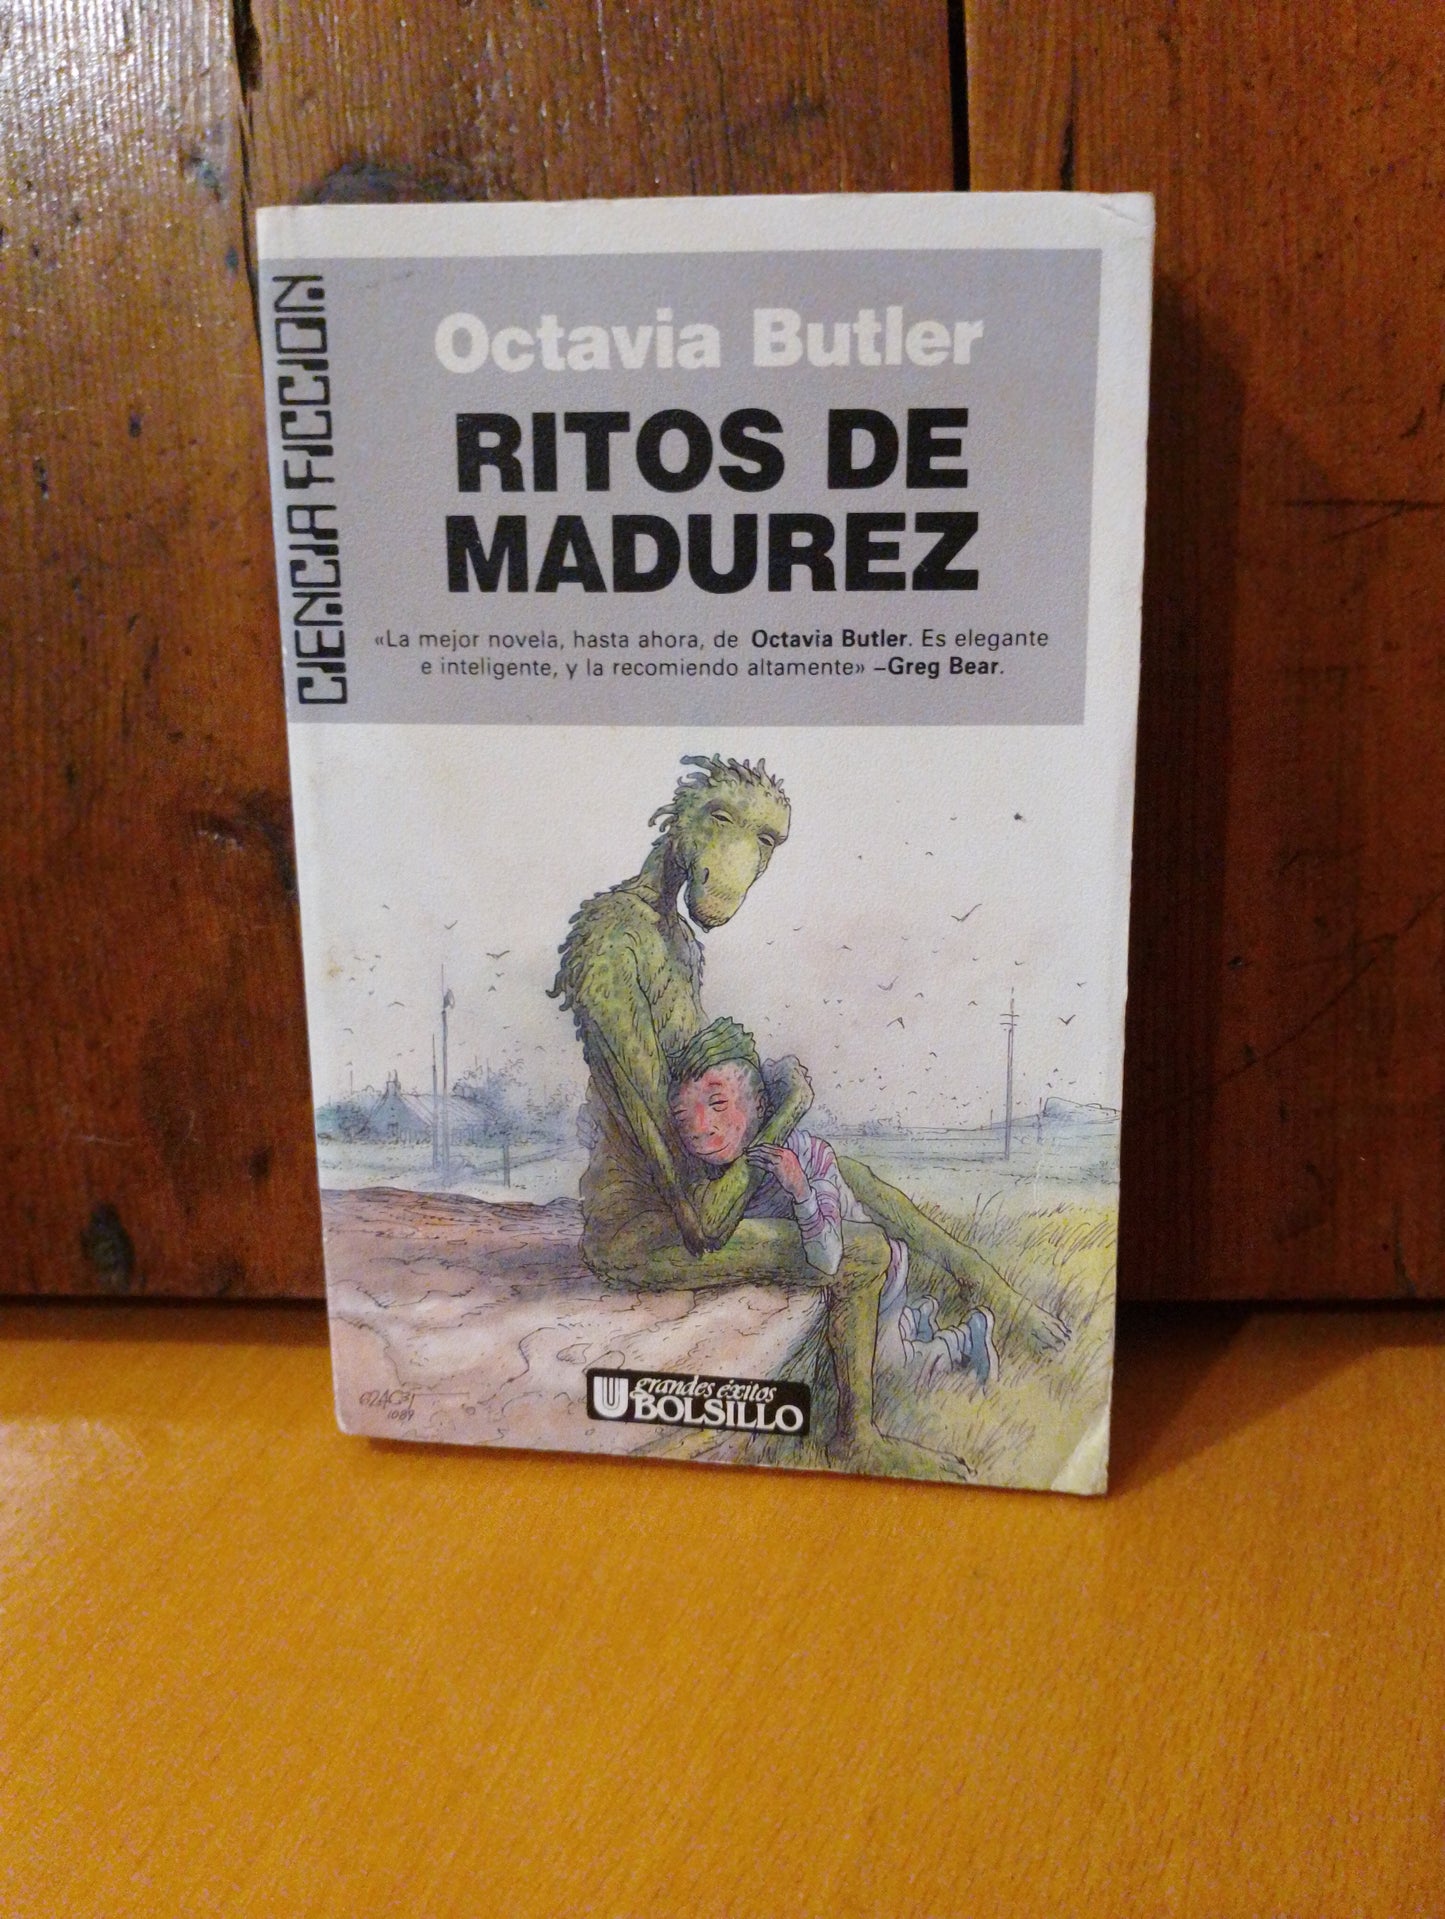 CIENCIA FICCION
Octavia Butler
RITOS DE
MADUREZ
«La mejor novela, hasta ahora, de Octavia Butler. Es elegante
e inteligente, y la recomiendo altamente» –Greg Bear.
grandes éxitos
BOLSILLO